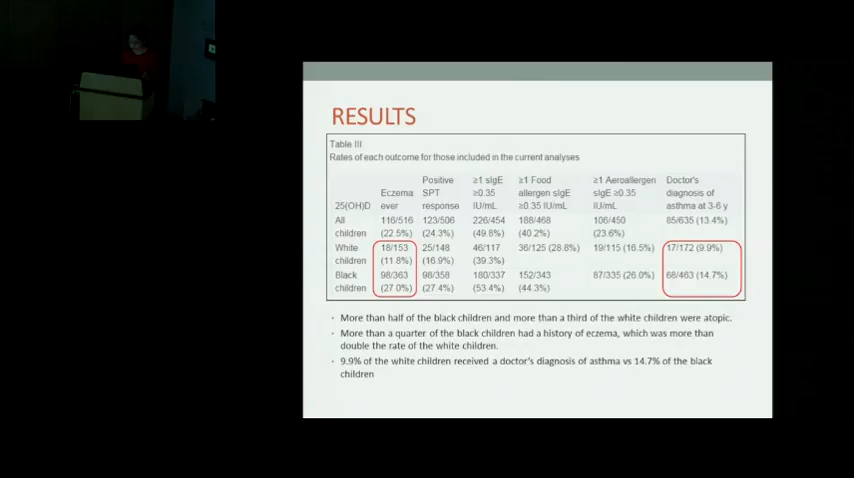 RESULTS
Table III
Rates of each outcome for those included in the current analyses
25(OH)D Eczema ever Positive SPT response ≥1 sIgE ≥0.35 IU/mL ≥1 Food allergen sIgE ≥0.35 IU/mL ≥1 Aeroallergen sIgE ≥0.35 IU/mL Doctor's diagnosis of asthma at 3-6 y
All children 116/516 (22.5%) 123/506 (24.3%) 226/454 (49.8%) 188/468 (40.2%) 106/450 (23.6%) 85/635 (13.4%)
White children 18/153 (11.8%) 25/148 (16.9%) 46/117 (39.3%) 36/125 (28.8%) 19/115 (16.5%) 17/172 (9.9%)
Black children 98/363 (27.0%) 98/358 (27.4%) 180/337 (53.4%) 152/343 (44.3%) 87/335 (26.0%) 68/463 (14.7%)
· More than half of the black children and more than a third of the white children were atopic.
· More than a quarter of the black children had a history of eczema, which was more than
double the rate of the white children.
· 9.9% of the white children received a doctor's diagnosis of asthma vs 14.7% of the black
children